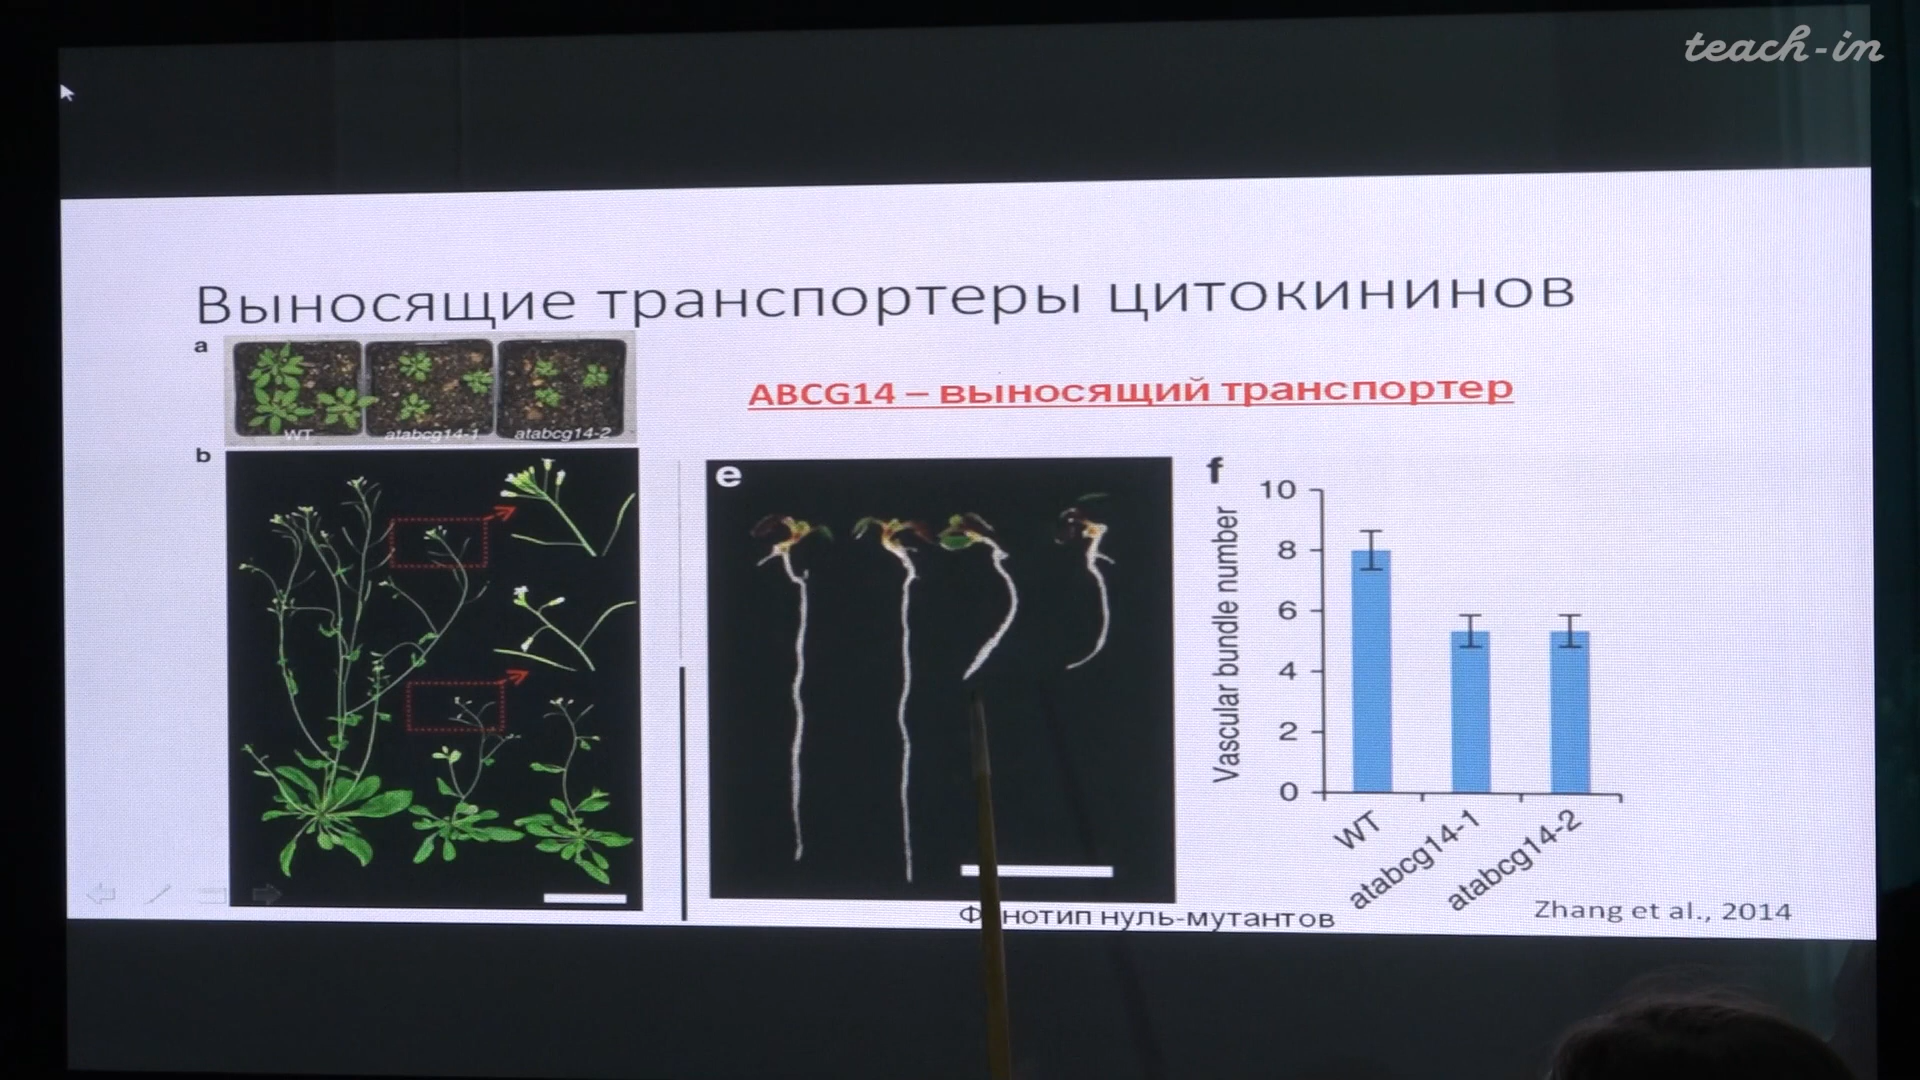 teach-in
Выносящие транспортеры цитокининов
a
WT
atabcg14-1
atabcg14-2
ABCG14 – выносящий транспортер
b
e
f
Vascular bundle number
10
8
6
4
2
0
WT
atabcg14-1
atabcg14-2
нотип нуль-мутантов
Zhang et al., 2014